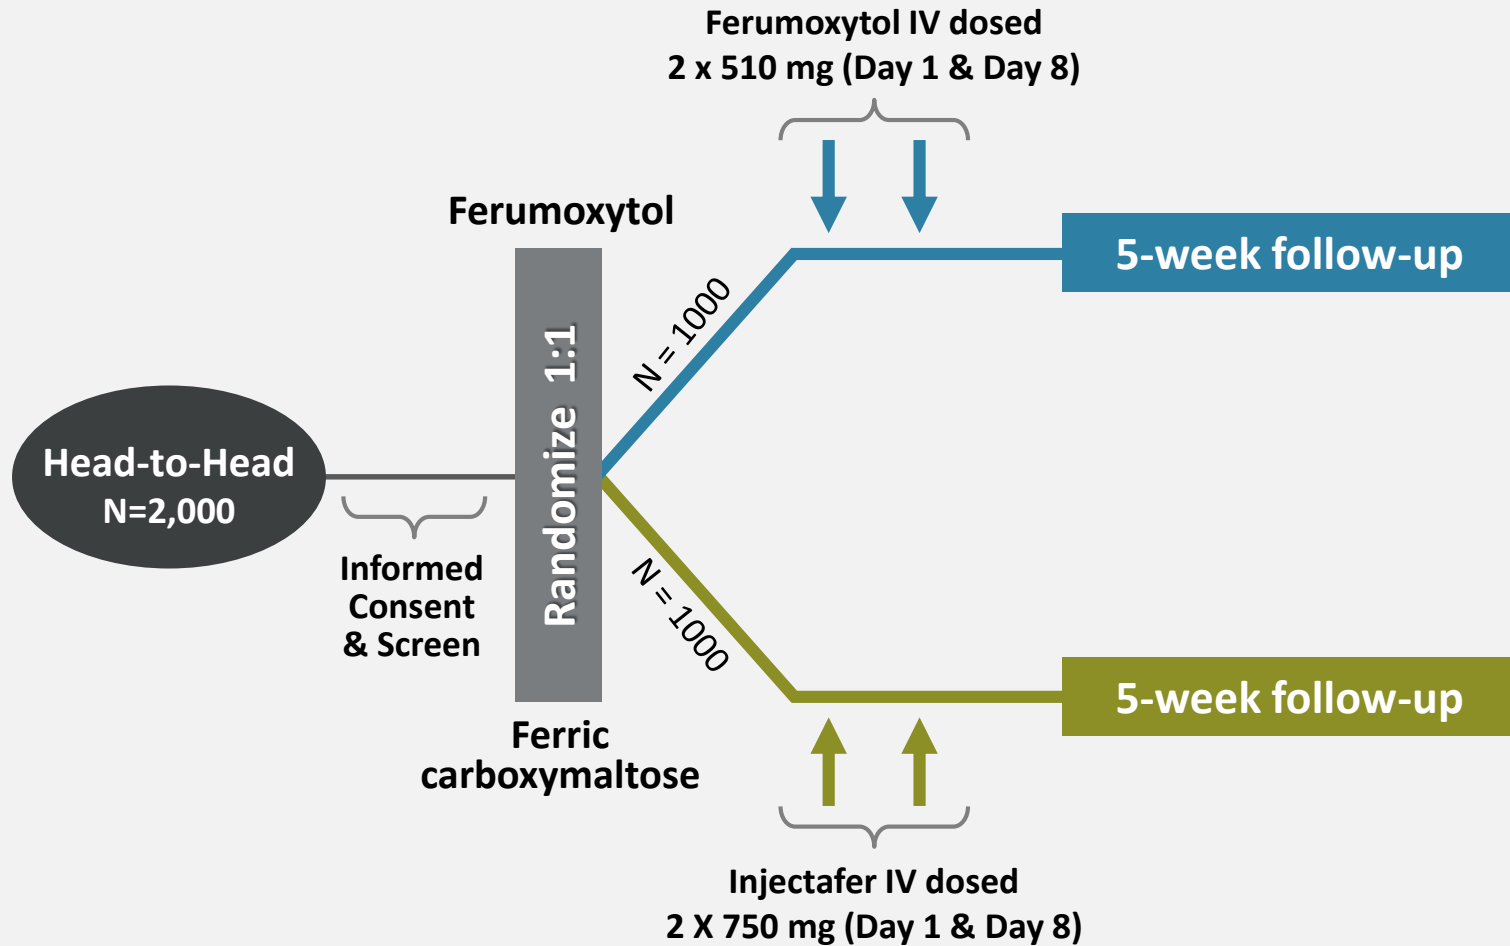 Ferumoxytol IV dosed
2 x 510 mg (Day 1 & Day 8)
Ferumoxytol
5-week follow-up
N = 1000
Randomize 1:1
Head-to-Head
N=2,000
Informed
Consent
& Screen
N = 1000
5-week follow-up
Ferric
carboxymaltose
Injectafer IV dosed
2 X 750 mg (Day 1 & Day 8)